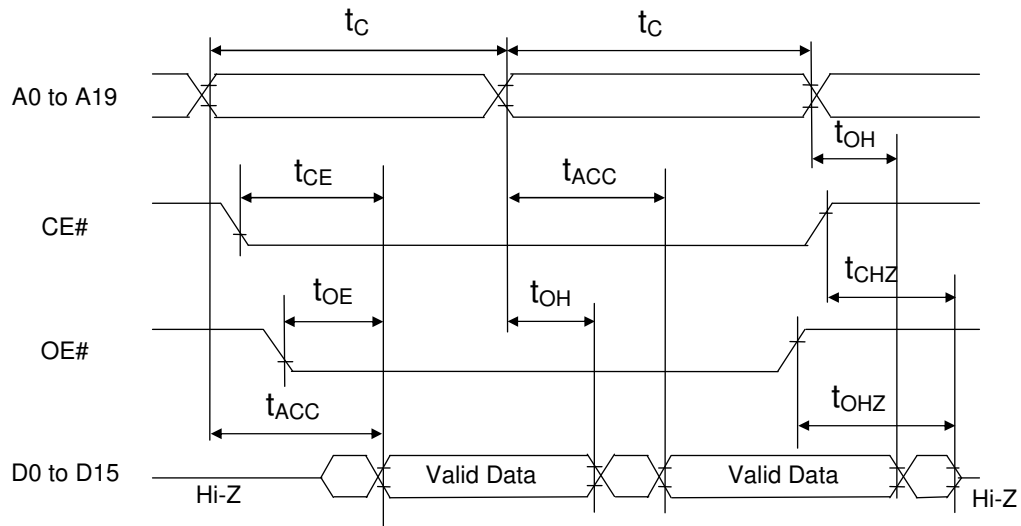 tC tC
A0 to A19
tOH
tCE tACC
CE#
tCHZ
tOE tOH
OE#
tACC tOHZ
D0 to D15 Valid Data Valid Data
Hi-Z Hi-Z